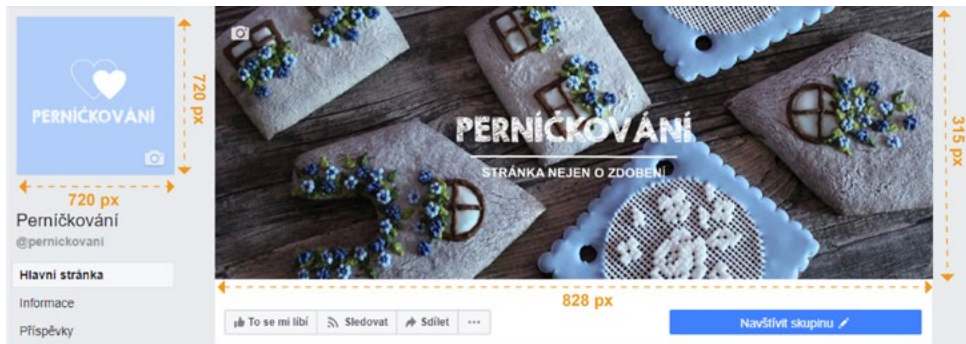 PERNÍČKOVÁNÍ
720 px
720 px
Perníčkování
@pernickovani
Hlavní stránka
Informace
Příspěvky
PERNÍČKOVÁNÍ
STRÁNKA NEJEN O ZDOBENÍ
315 px
828 px
To se mi líbí
Sledovat
Sdílet
Navštívit skupinu